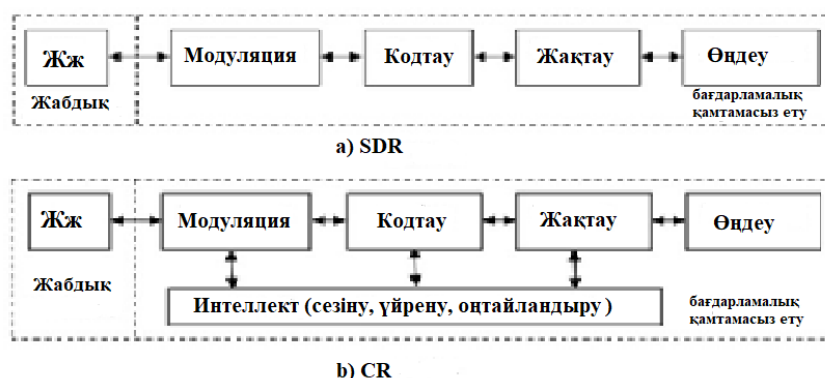 Жж
Модуляция
Кодтау
Жақтау
Өңдеу
Жабдық
бағдарламалық
қамтамасыз ету
a) SDR
Жж
Модуляция
Кодтау
Жақтау
Өңдеу
Жабдық
Интеллект (сезіну, үйрену, оңтайландыру )
бағдарламалық
қамтамасыз ету
b) CR